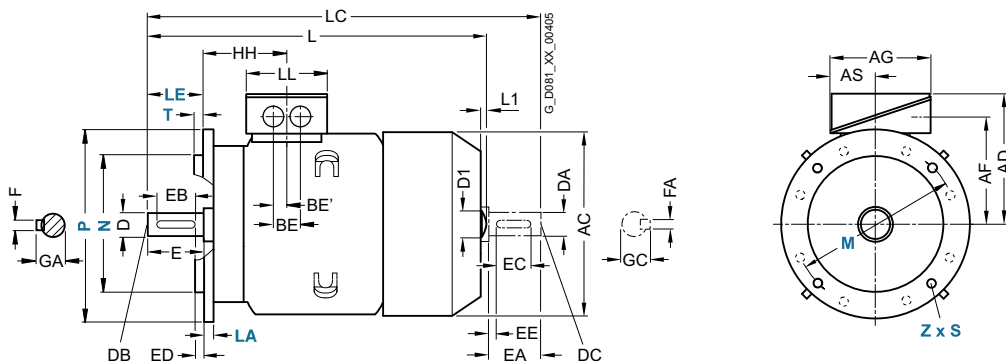 LC
L
HH
LL
LE
T
L1
G_D081_XX_00405
F
GA
P
N
D
EB
E
BE'
BE
D1
DA
AC
EC
FA
GC
LA
DB
ED
EE
EA
DC
AG
AS
AF
AD
M
Z x S